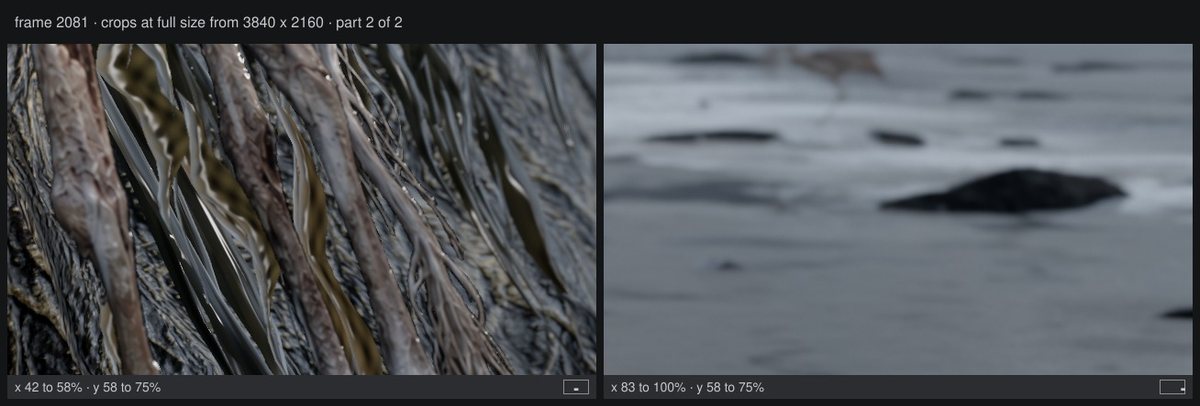 frame 2081 · crops at full size from 3840 x 2160 · part 2 of 2
x 42 to 58% · y 58 to 75%
x 83 to 100% · y 58 to 75%